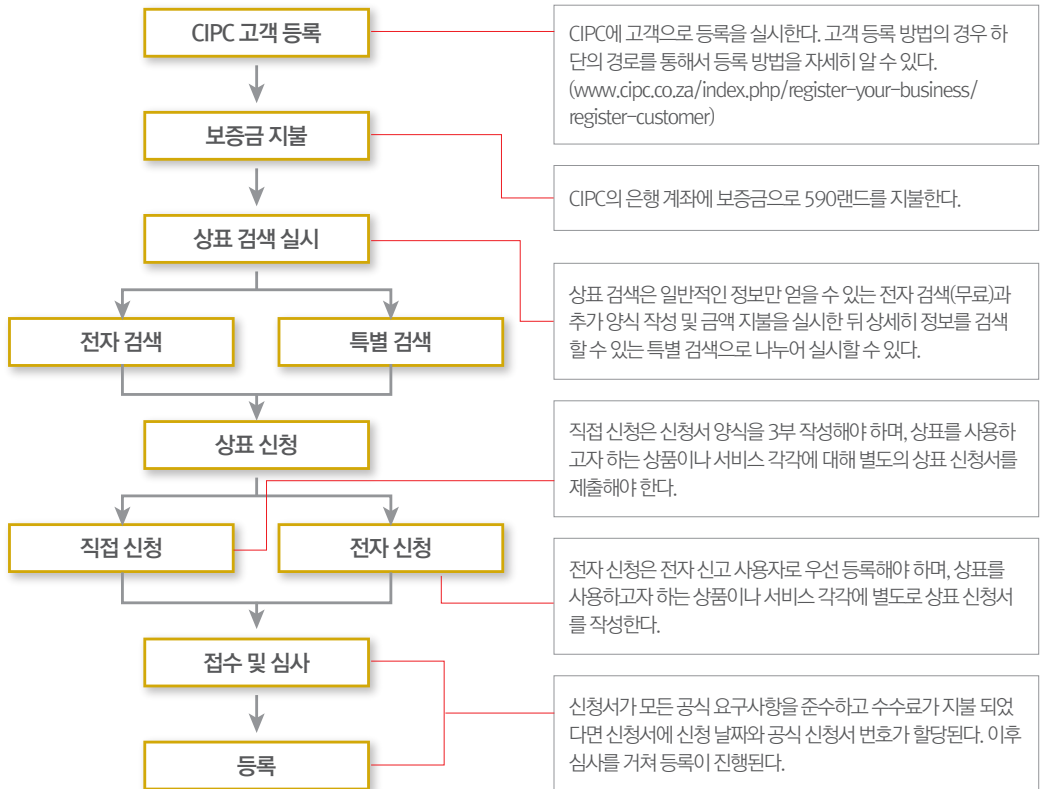 CIPC 고객 등록
CIPC에 고객으로 등록을 실시한다. 고객 등록 방법의 경우 하
단의 경로를 통해서 등록 방법을 자세히 알 수 있다.
(www.cipc.co.za/index.php/register-your-business/
register-customer)
보증금 지불
CIPC의 은행 계좌에 보증금으로 590랜드를 지불한다.
상표 검색 실시
상표 검색은 일반적인 정보만 얻을 수 있는 전자 검색(무료)과
추가 양식 작성 및 금액 지불을 실시한 뒤 상세히 정보를 검색
할 수 있는 특별 검색으로 나누어 실시할 수 있다.
전자 검색
특별 검색
상표 신청
직접 신청은 신청서 양식을 3부 작성해야 하며, 상표를 사용하
고자 하는 상품이나 서비스 각각에 대해 별도의 상표 신청서를
제출해야 한다.
직접 신청
전자 신청
전자 신청은 전자 신고 사용자로 우선 등록해야 하며, 상표를
사용하고자 하는 상품이나 서비스 각각에 별도로 상표 신청서
를 작성한다.
접수 및 심사
신청서가 모든 공식 요구사항을 준수하고 수수료가 지불 되었
다면 신청서에 신청 날짜와 공식 신청서 번호가 할당된다. 이후
심사를 거쳐 등록이 진행된다.
등록